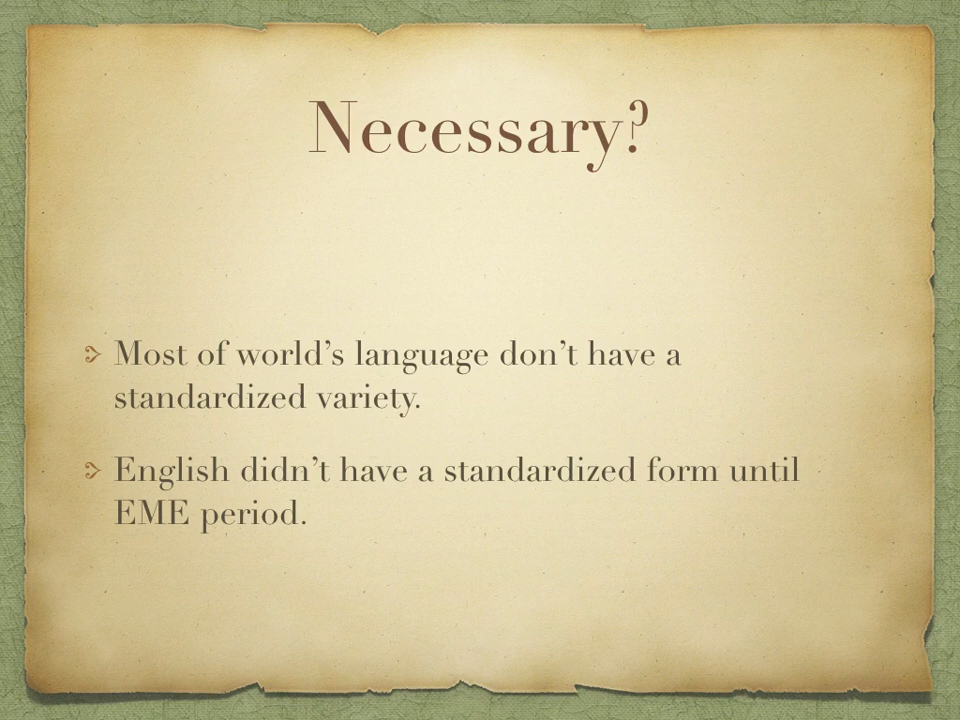 Necessary?
Most of world’s language don’t have a
standardized variety.
English didn’t have a standardized form until
EME period.